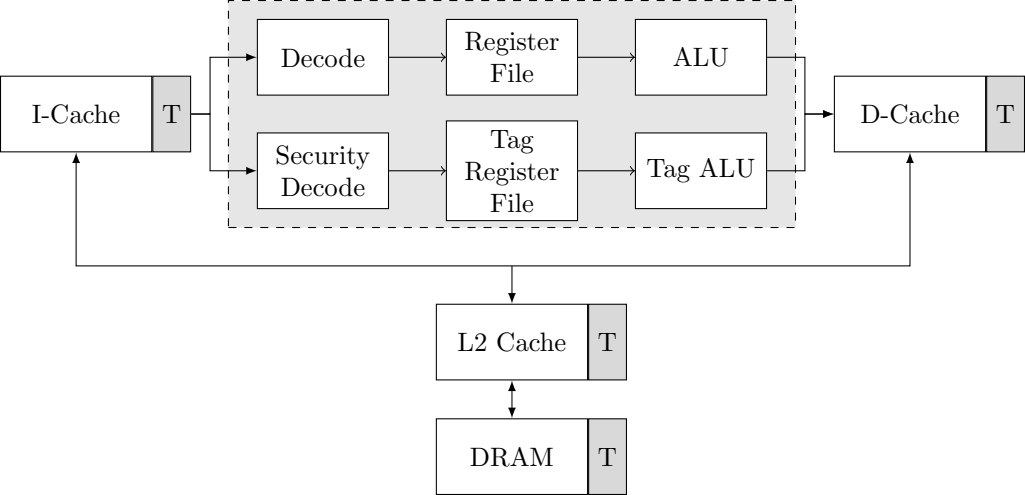 Decode
Register
File
ALU
I-Cache
T
D-Cache
T
Security
Decode
Tag
Register
File
Tag ALU
L2 Cache
T
DRAM
T